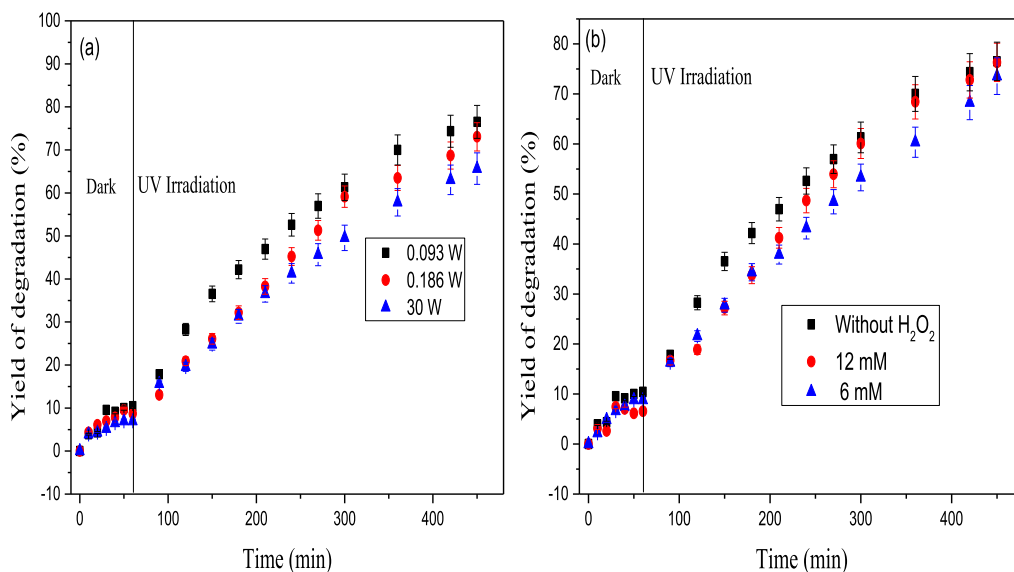 (a)
Dark
UV Irradiation
0.093 W
0.186 W
30 W
Yield of degradation (%)
100
90
80
70
60
50
40
30
20
10
0
-10
0
100
200
300
400
Time (min)
(b)
Dark
UV Irradiation
Without H₂O₂
12 mM
6 mM
Yield of degradation (%)
80
70
60
50
40
30
20
10
0
-10
0
100
200
300
400
Time (min)